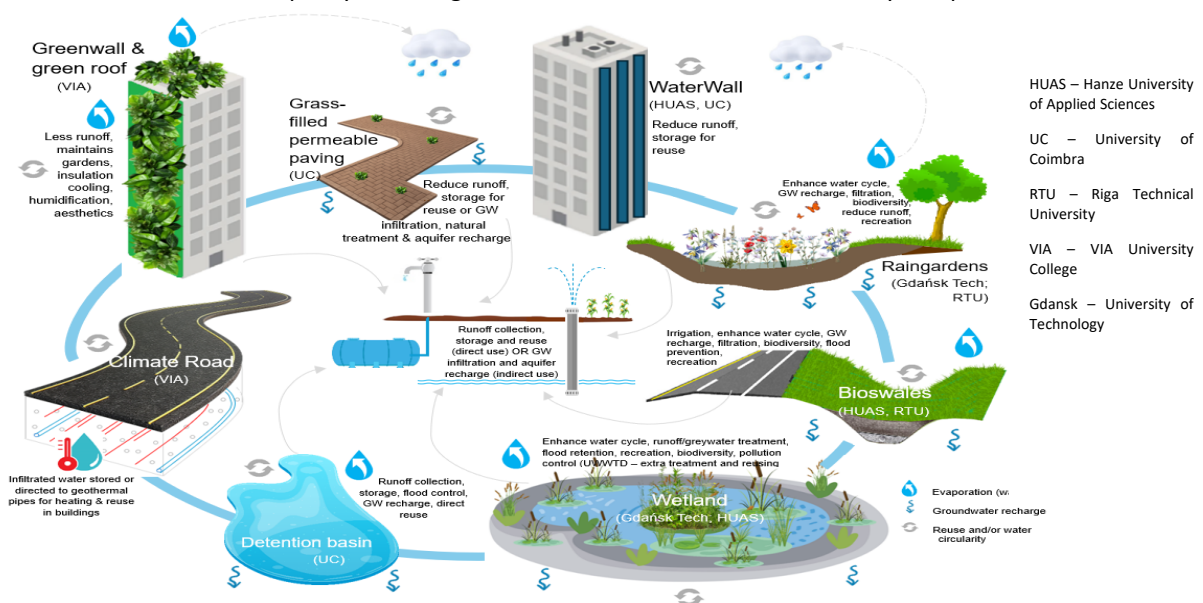 Greenwall &
green roof
(VIA)
Less runoff,
maintains
gardens,
insulation
cooling,
humidification,
aesthetics
Grass-
filled
permeable
paving
(UC)
Reduce runoff,
storage for
reuse or GW
infiltration, natural
treatment & aquifer recharge
WaterWall
(HUAS, UC)
Reduce runoff,
storage for
reuse
Enhance water cycle,
GW recharge, filtration,
biodiversity,
reduce runoff,
recreation
Raingardens
(Gdańsk Tech;
RTU)
HUAS – Hanze University
of Applied Sciences
UC – University of
Coimbra
RTU – Riga Technical
University
VIA – VIA University
College
Gdansk – University of
Technology
Climate Road
(VIA)
Infiltrated water stored or
directed to geothermal
pipes for heating & reuse
in buildings
Runoff collection,
storage and reuse
(direct use) OR GW
infiltration and aquifer
recharge (indirect use)
Irrigation, enhance water cycle, GW
recharge, filtration, biodiversity, flood
prevention,
recreation
Bioswales
(HUAS, RTU)
Runoff collection,
storage, flood control,
GW recharge, direct
reuse
Detention basin
(UC)
Enhance water cycle, runoff/greywater treatment,
flood retention, recreation, biodiversity, pollution
control (UWWTD – extra treatment and reusing
Wetland
(Gdańsk Tech, HUAS)
Evaporation
Groundwater recharge
Reuse and/or water
circularity